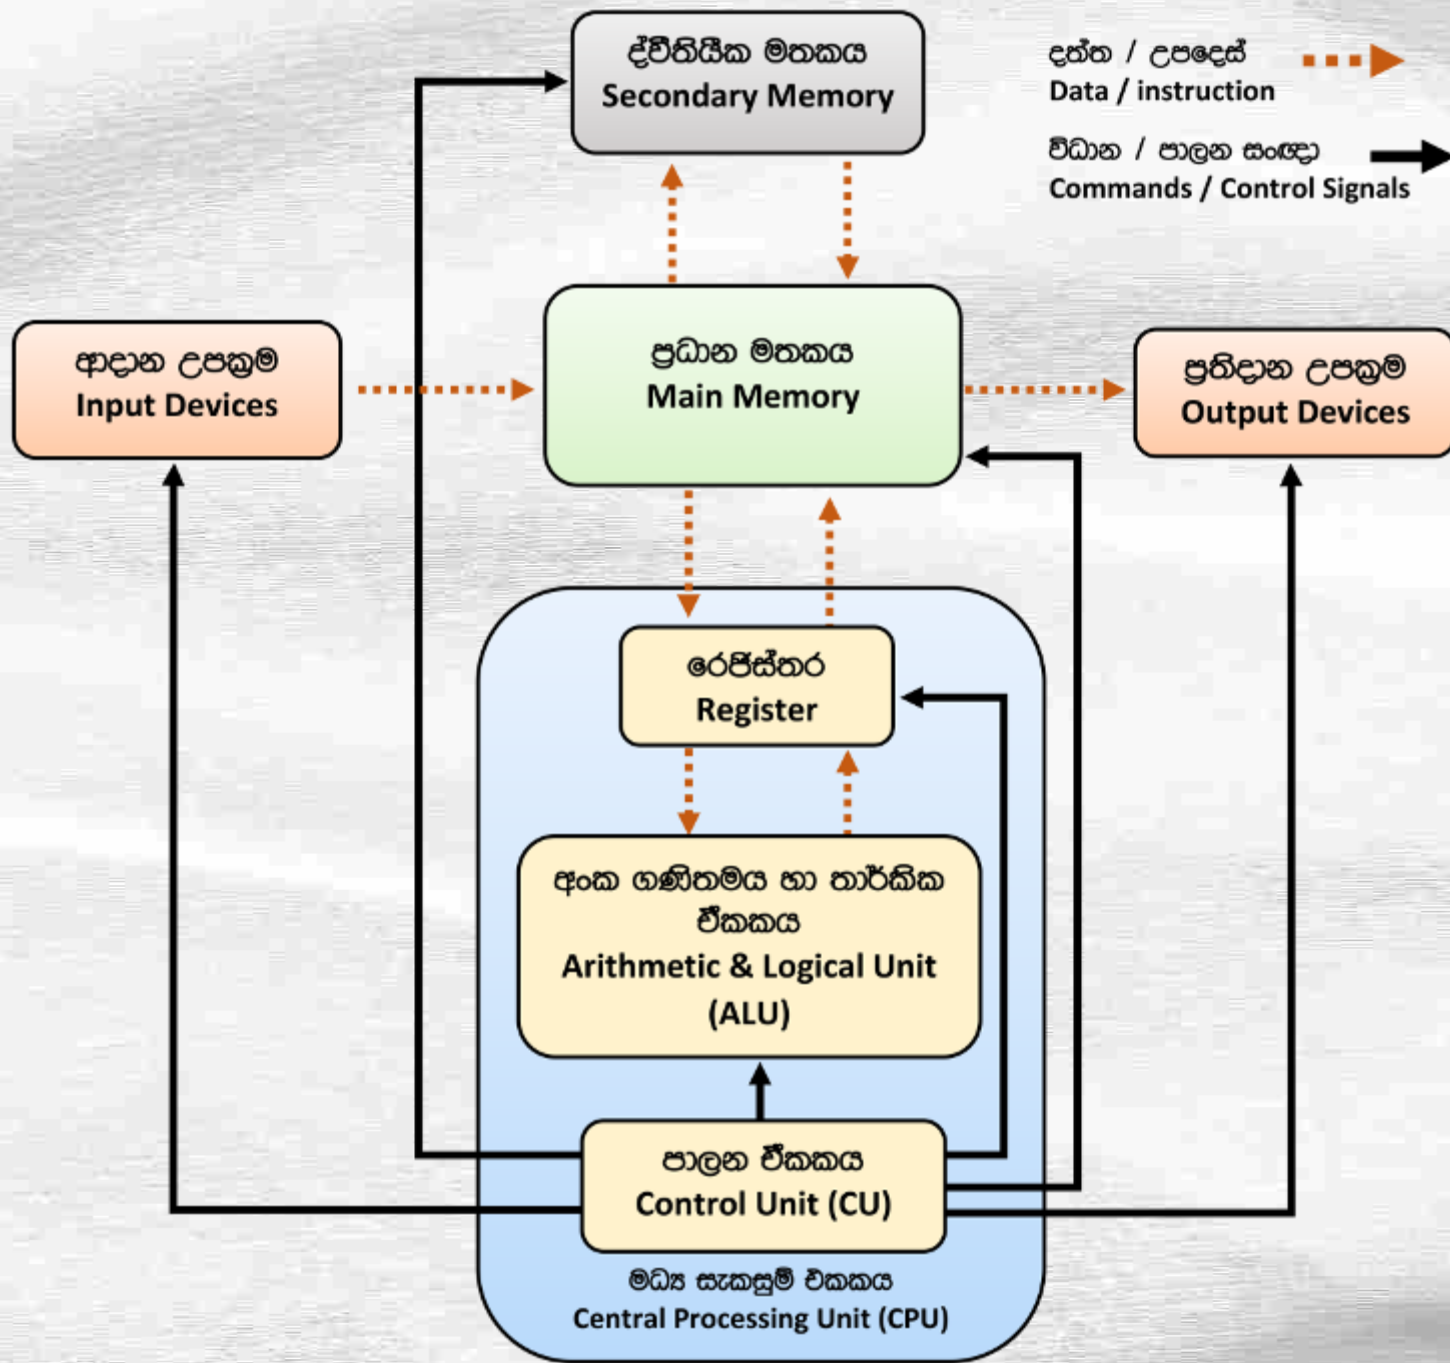 ද්විතියීක මතකය
Secondary Memory
දත්ත / උපදෙස්
Data / instruction
විධාන / පාලන සංඥා
Commands / Control Signals
ආදාන උපක්‍රම
Input Devices
ප්‍රධාන මතකය
Main Memory
ප්‍රතිදාන උපක්‍රම
Output Devices
රෙජිස්තර
Register
අංක ගණිතමය හා තාර්කික
ඒකකය
Arithmetic & Logical Unit
(ALU)
පාලන ඒකකය
Control Unit (CU)
මධ්‍ය සැකසුම් එකකය
Central Processing Unit (CPU)